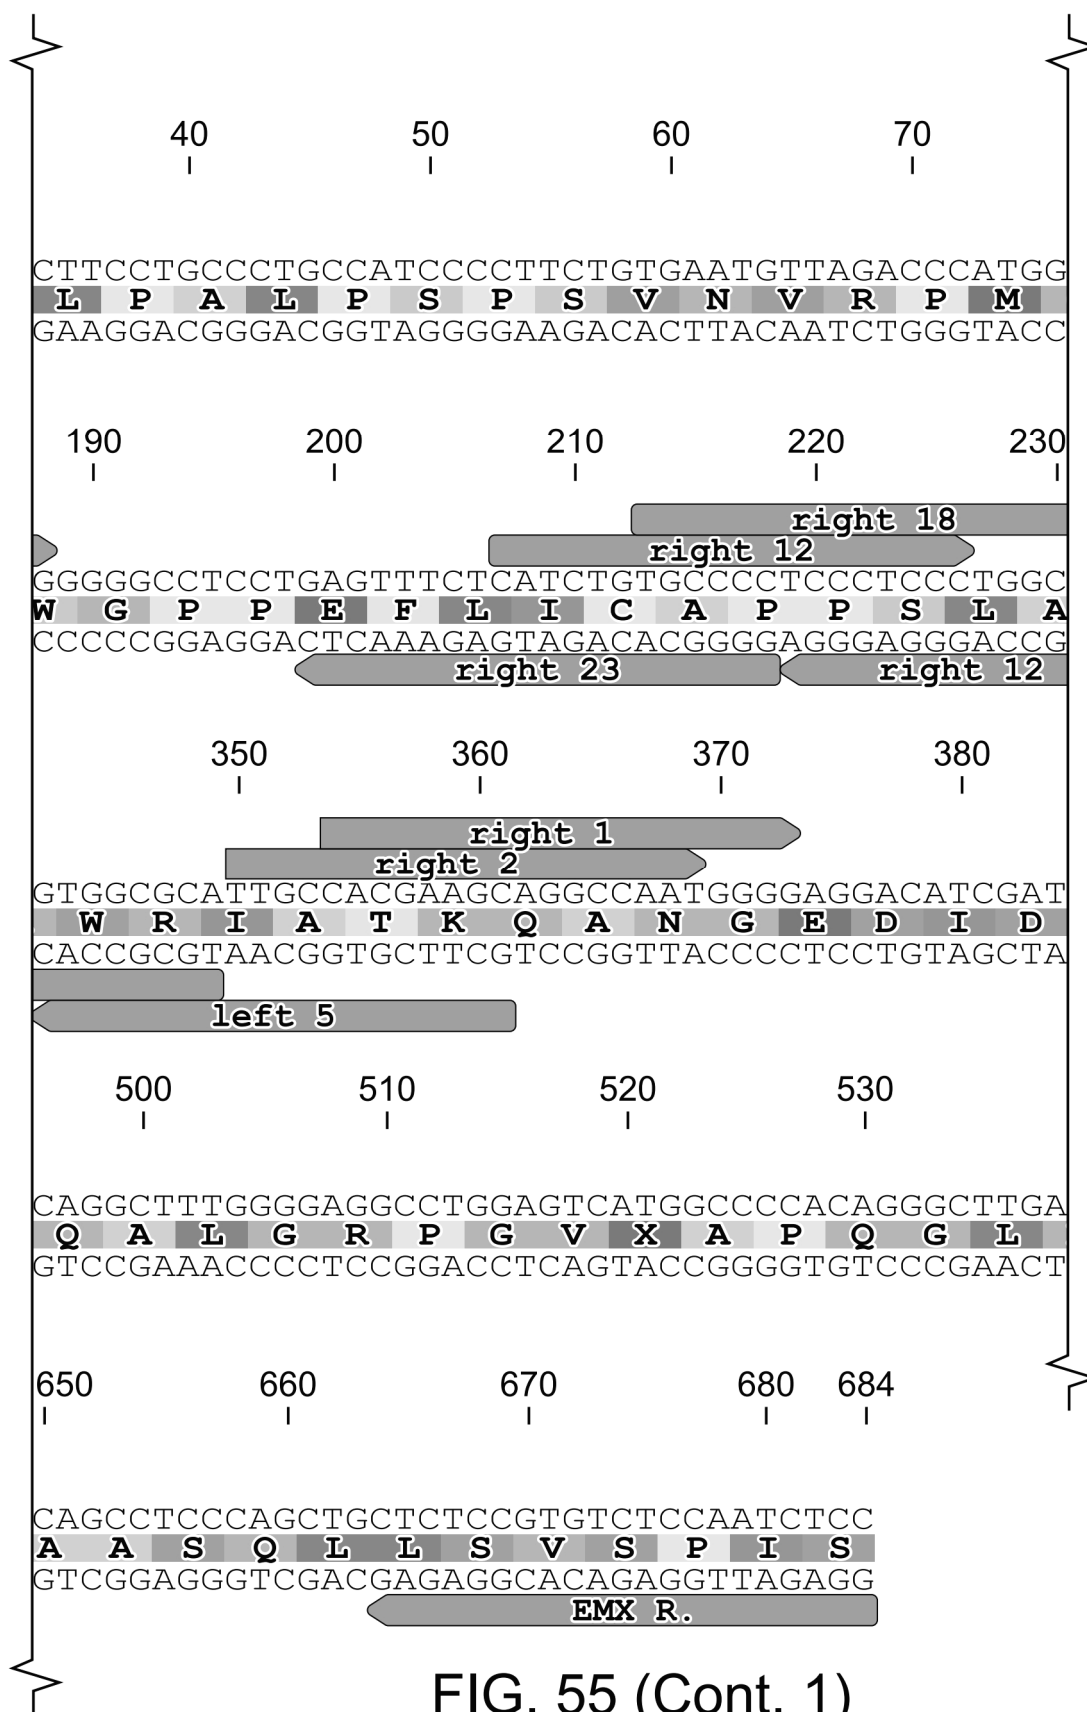 40 50 60 70
CTTCCTGCCCTGCCATCCCCTTCTGTGAATGTTAGACCCATGG
L P A L P S P S V N V R P M
GAAGGACGGGACGGTAGGGGAAGACACTTACAATCTGGGTACC
190 200 210 220 230
right 18
right 12
GGGGGCCTCCTGAGTTTCTCATCTGTGCCCCTCCCTCCCTGGC
W G P P E F L I C A P P S L A
CCCCCGGAGGACTCAAAGAGTAGACACGGGGAGGGAGGGACCG
right 23 right 12
350 360 370 380
right 1
right 2
GTGGCGCATTGCCACGAAGCAGGCCAATGGGGAGGACATCGAT
W R I A T K Q A N G E D I D
CACCGCGTAACGGTGCTTCGTCCGGTTACCCCTCCTGTAGCTA
left 5
500 510 520 530
CAGGCTTTGGGGAGGCCTGGAGTCATGGCCCCACAGGGCTTGA
Q A L G R P G V X A P Q G L
GTCCGAAACCCCTCCGGACCTCAGTACCGGGGTGTCCCGAACT
650 660 670 680 684
CAGCCTCCCAGCTGCTCTCCGTGTCTCCAATCTCC
A A S Q L L S V S P I S
GTCGGAGGGTCGACGAGAGGCACAGAGGTTAGAGG
EMX R.
FIG. 55 (Cont. 1)